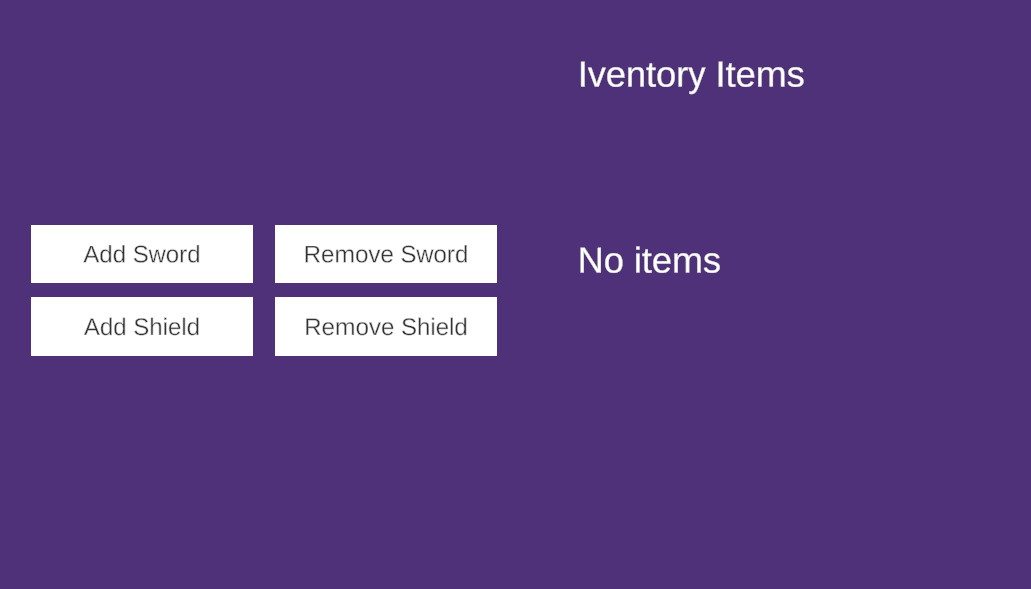 Iventory Items
Add Sword
Remove Sword
No items
Add Shield
Remove Shield